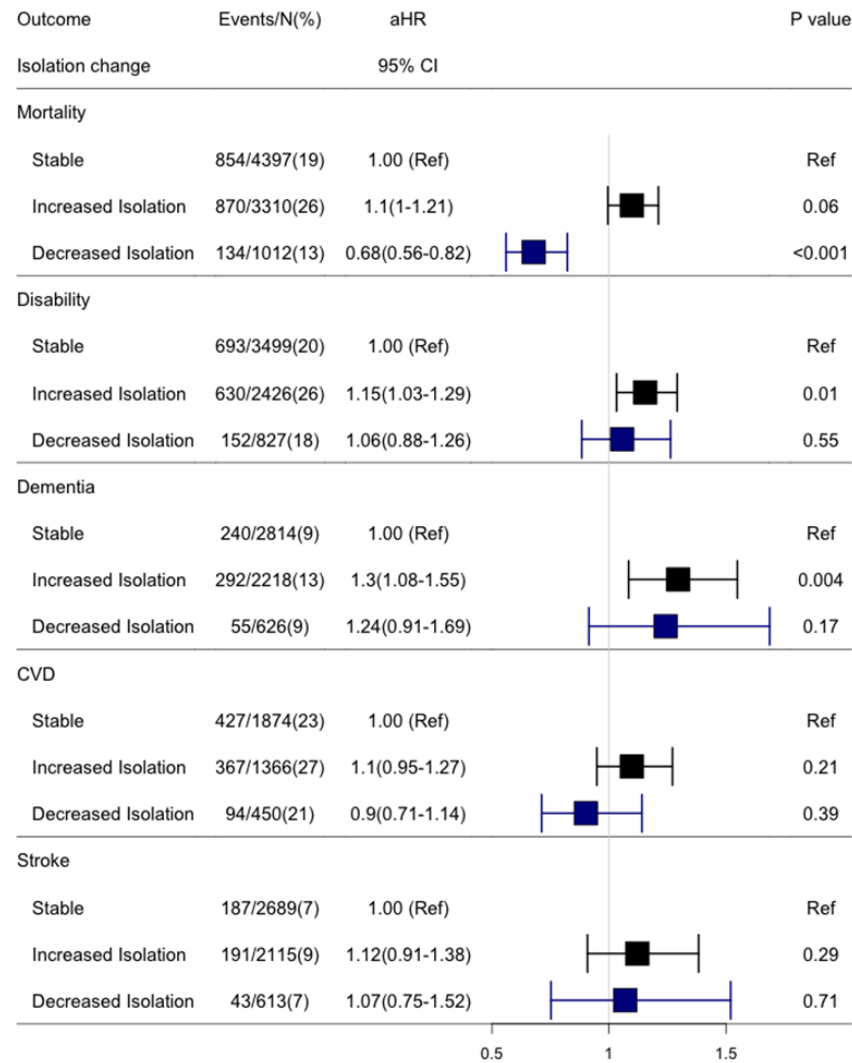 Outcome Events/N(%) aHR P value
Isolation change 95% CI
Mortality
Stable 854/4397(19) 1.00 (Ref) Ref
Increased Isolation 870/3310(26) 1.1(1-1.21) 0.06
Decreased Isolation 134/1012(13) 0.68(0.56-0.82) <0.001
Disability
Stable 693/3499(20) 1.00 (Ref) Ref
Increased Isolation 630/2426(26) 1.15(1.03-1.29) 0.01
Decreased Isolation 152/827(18) 1.06(0.88-1.26) 0.55
Dementia
Stable 240/2814(9) 1.00 (Ref) Ref
Increased Isolation 292/2218(13) 1.3(1.08-1.55) 0.004
Decreased Isolation 55/626(9) 1.24(0.91-1.69) 0.17
CVD
Stable 427/1874(23) 1.00 (Ref) Ref
Increased Isolation 367/1366(27) 1.1(0.95-1.27) 0.21
Decreased Isolation 94/450(21) 0.9(0.71-1.14) 0.39
Stroke
Stable 187/2689(7) 1.00 (Ref) Ref
Increased Isolation 191/2115(9) 1.12(0.91-1.38) 0.29
Decreased Isolation 43/613(7) 1.07(0.75-1.52) 0.71
0.5 1 1.5